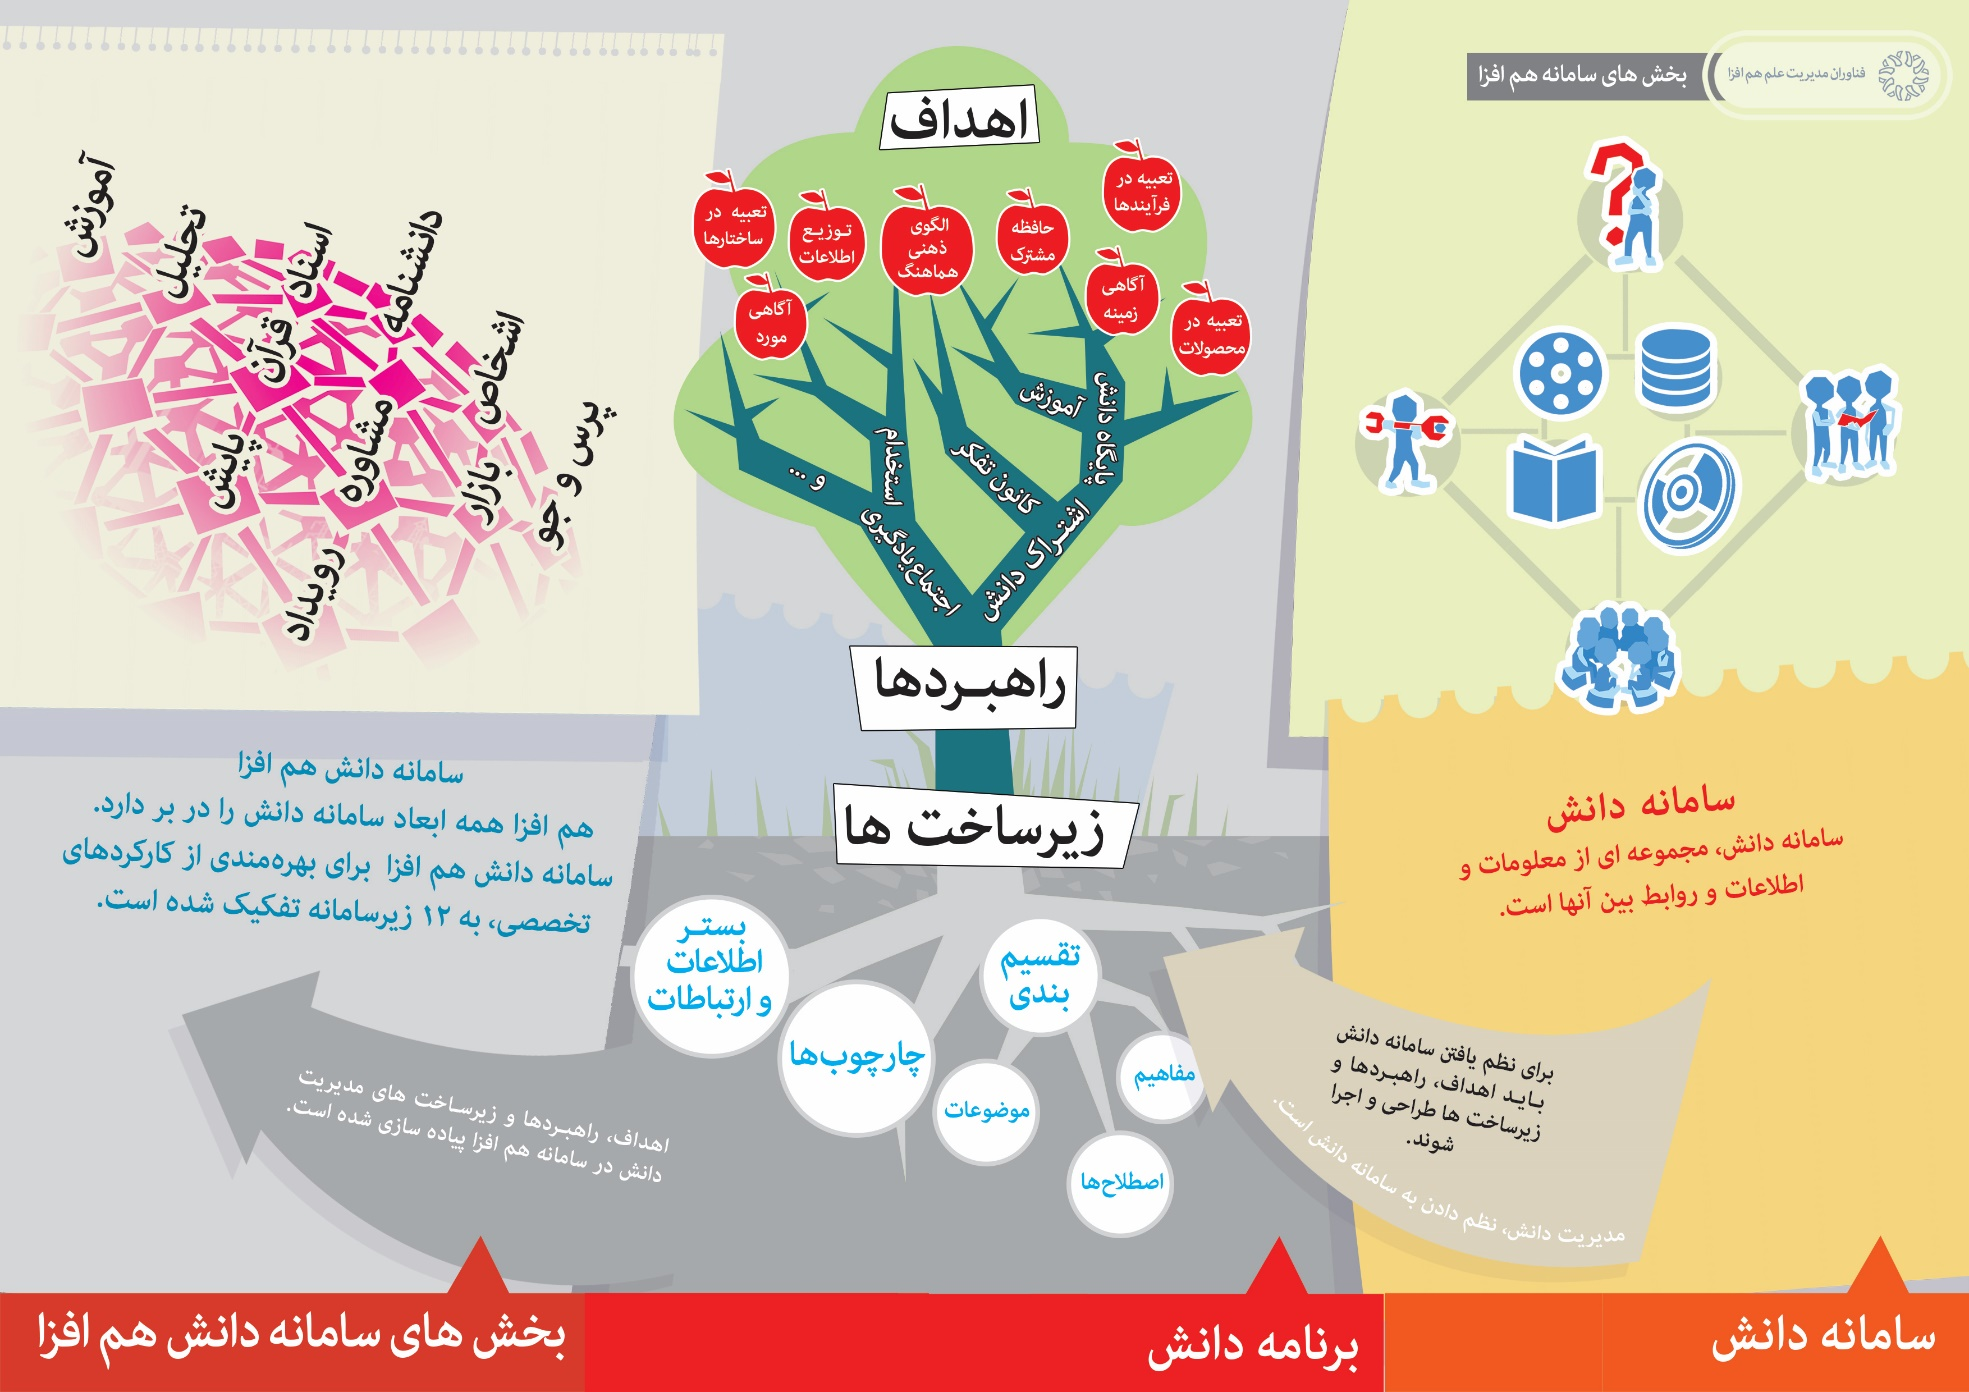 فناوران مدیریت علم هم افزا
بخش های سامانه هم افزا
سامانه دانش
سامانه دانش، مجموعه ای از معلومات و
اطلاعات و روابط بین آنها است.
برای نظم یافتن سامانه دانش
بـایـد اهداف، راهبـردها و
زیرساخت ها طراحی و اجرا
شوند.
مدیریت دانش، نظم دادن به سامانه دانش است.
سامانه دانش
اهداف
تعبیه در
فرآیندها
حافظه
مشترک
الگوی
ذهنی
هماهنگ
تـوزیـع
اطلاعات
تعبیه در
ساختارها
آگاهی
زمینه
تعبیه در
محصولات
آگاهی
مورد
پایگاه دانش
آموزش
کانون تفکر
اشتـراک دانش
استخدام
و ...
اجتماع یادگیری
راهبـردها
زیرساخت ها
بستـر
اطلاعات
و ارتباطات
چارچوب‌ها
تقسیم
بندی
مفاهیم
موضوعات
اصطلاح‌ها
برنامه دانش
آموزش
تحلیل
اسناد
دانشنامه
قرآن
اشخاص
پایش
مشاوره
بازار
پرس و جو
رویداد
سامانه دانش هم افزا
هم افزا همه ابعاد سامانه دانش را در بر دارد.
سامانه دانش هم افزا برای بهره‌مندی از کارکردهای
تخصصی، به ۱۲ زیرسامانه تفکیک شده است.
اهداف، راهبـردها و زیرسـاخت های مدیریت
دانش در سامانه هم افزا پیاده سازی شده است.
بخش های سامانه دانش هم افزا